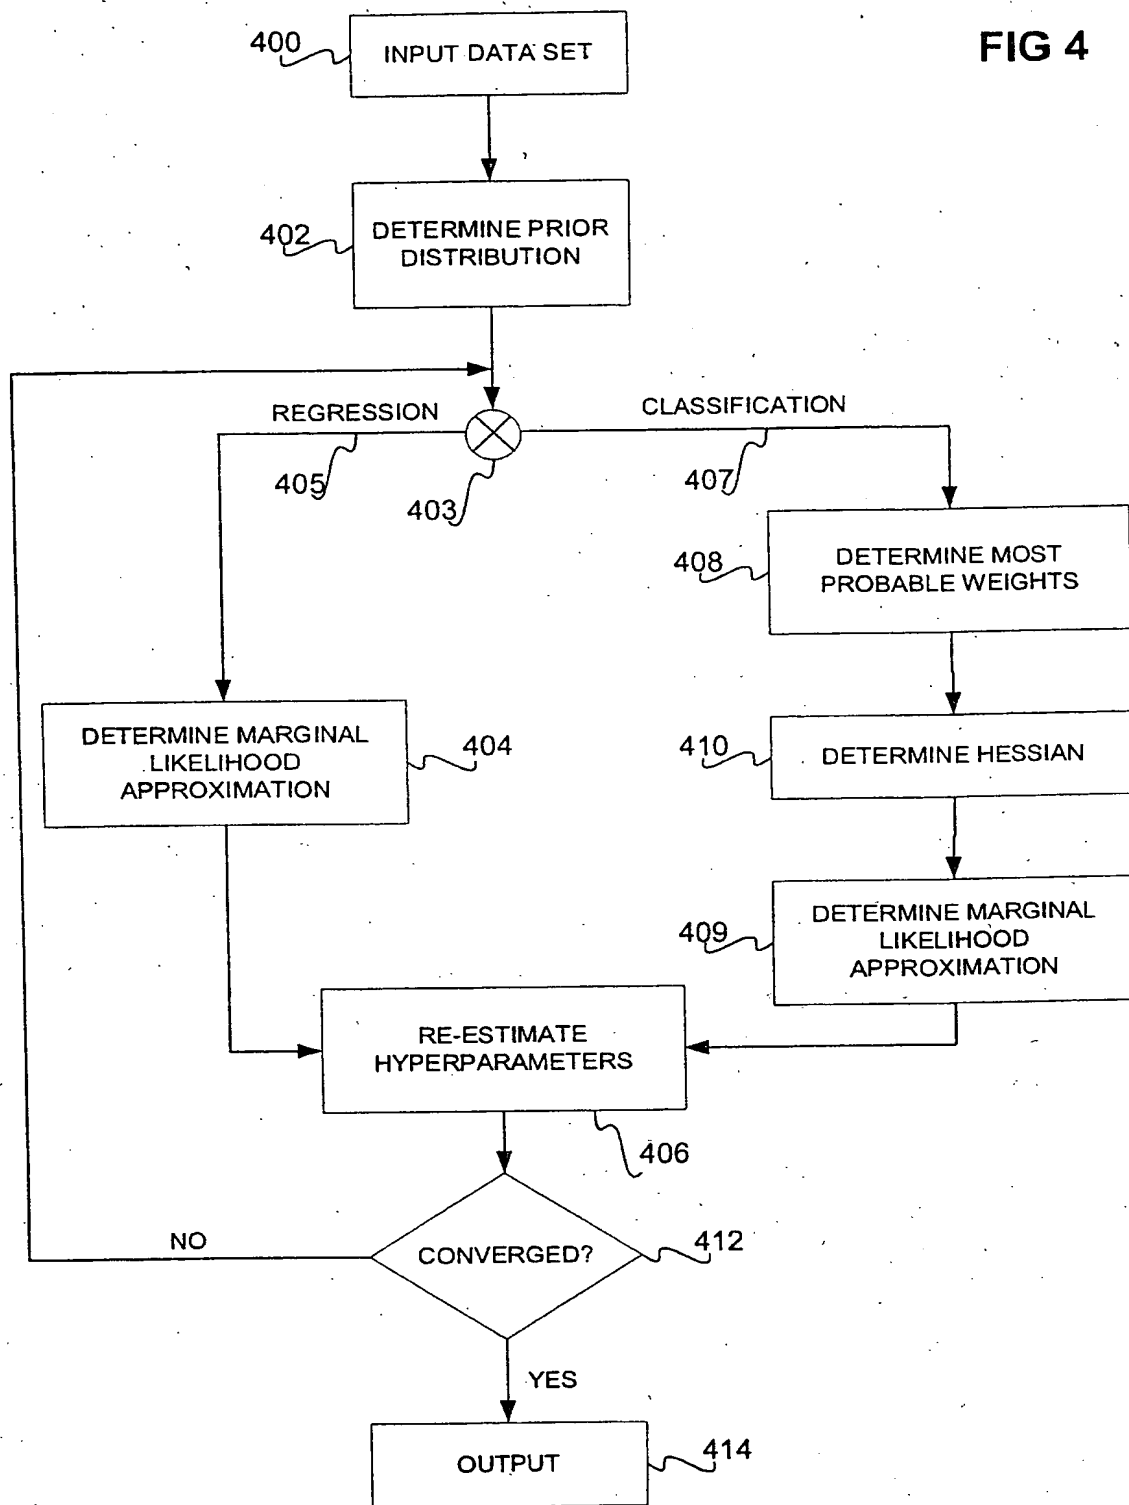 FIG 4
400
INPUT DATA SET
402
DETERMINE PRIOR
DISTRIBUTION
REGRESSION
CLASSIFICATION
405
403
407
408
DETERMINE MOST
PROBABLE WEIGHTS
DETERMINE MARGINAL
LIKELIHOOD
APPROXIMATION
404
410
DETERMINE HESSIAN
409
DETERMINE MARGINAL
LIKELIHOOD
APPROXIMATION
RE-ESTIMATE
HYPERPARAMETERS
406
NO
CONVERGED?
412
YES
OUTPUT
414